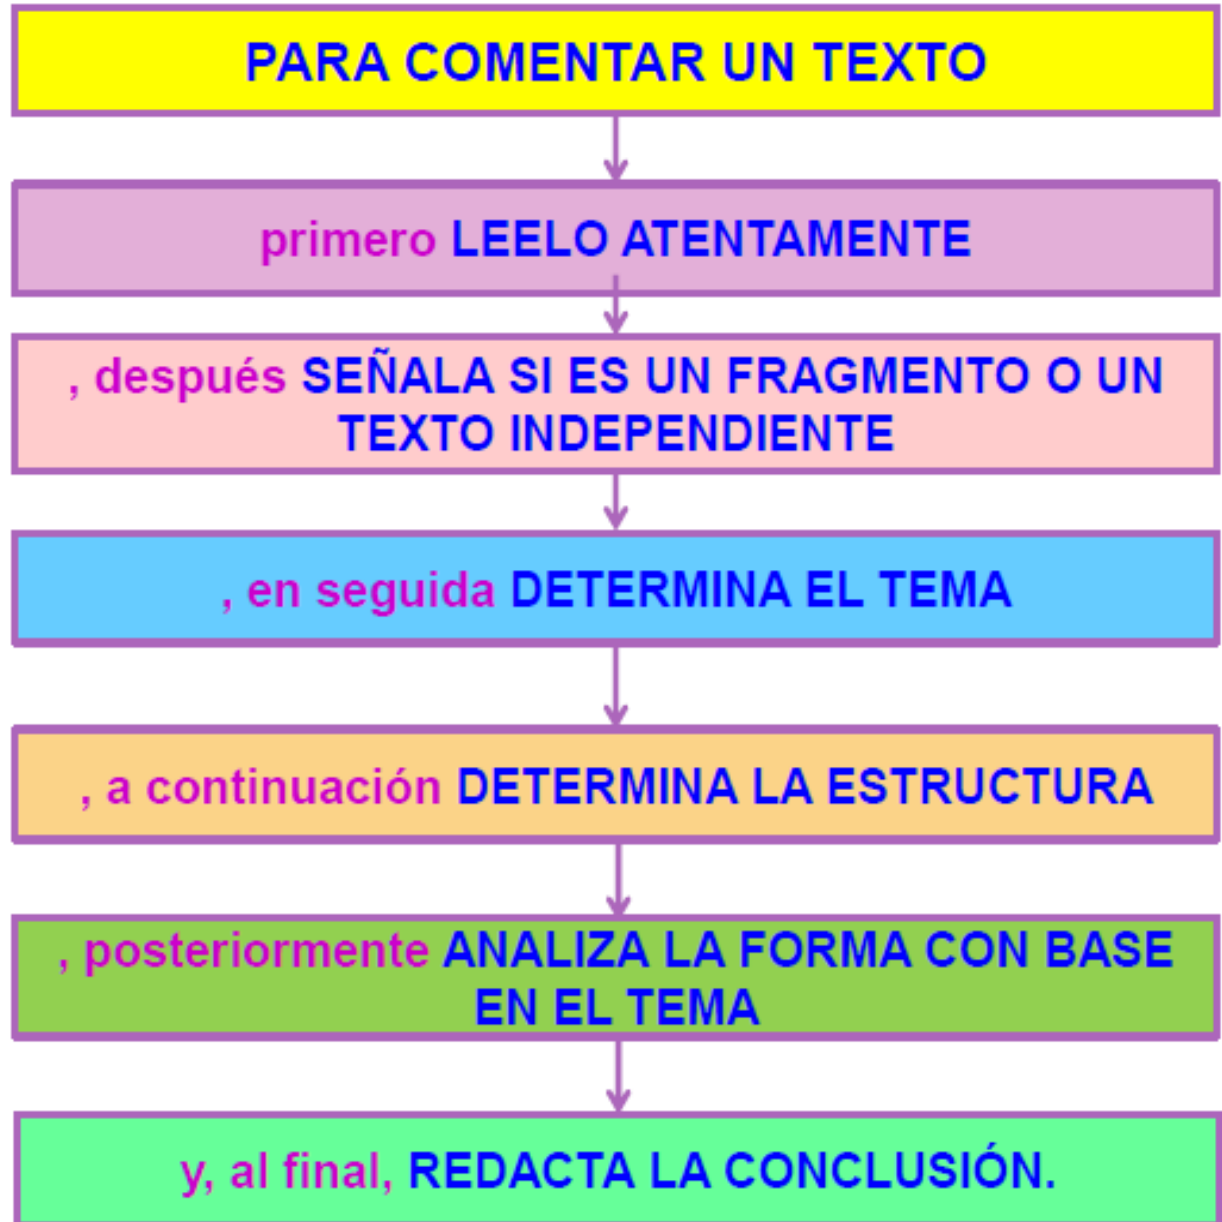 PARA COMENTAR UN TEXTO
primero LEELO ATENTAMENTE
, después SEÑALA SI ES UN FRAGMENTO O UN
TEXTO INDEPENDIENTE
, en seguida DETERMINA EL TEMA
, a continuación DETERMINA LA ESTRUCTURA
, posteriormente ANALIZA LA FORMA CON BASE
EN EL TEMA
y, al final, REDACTA LA CONCLUSIÓN.